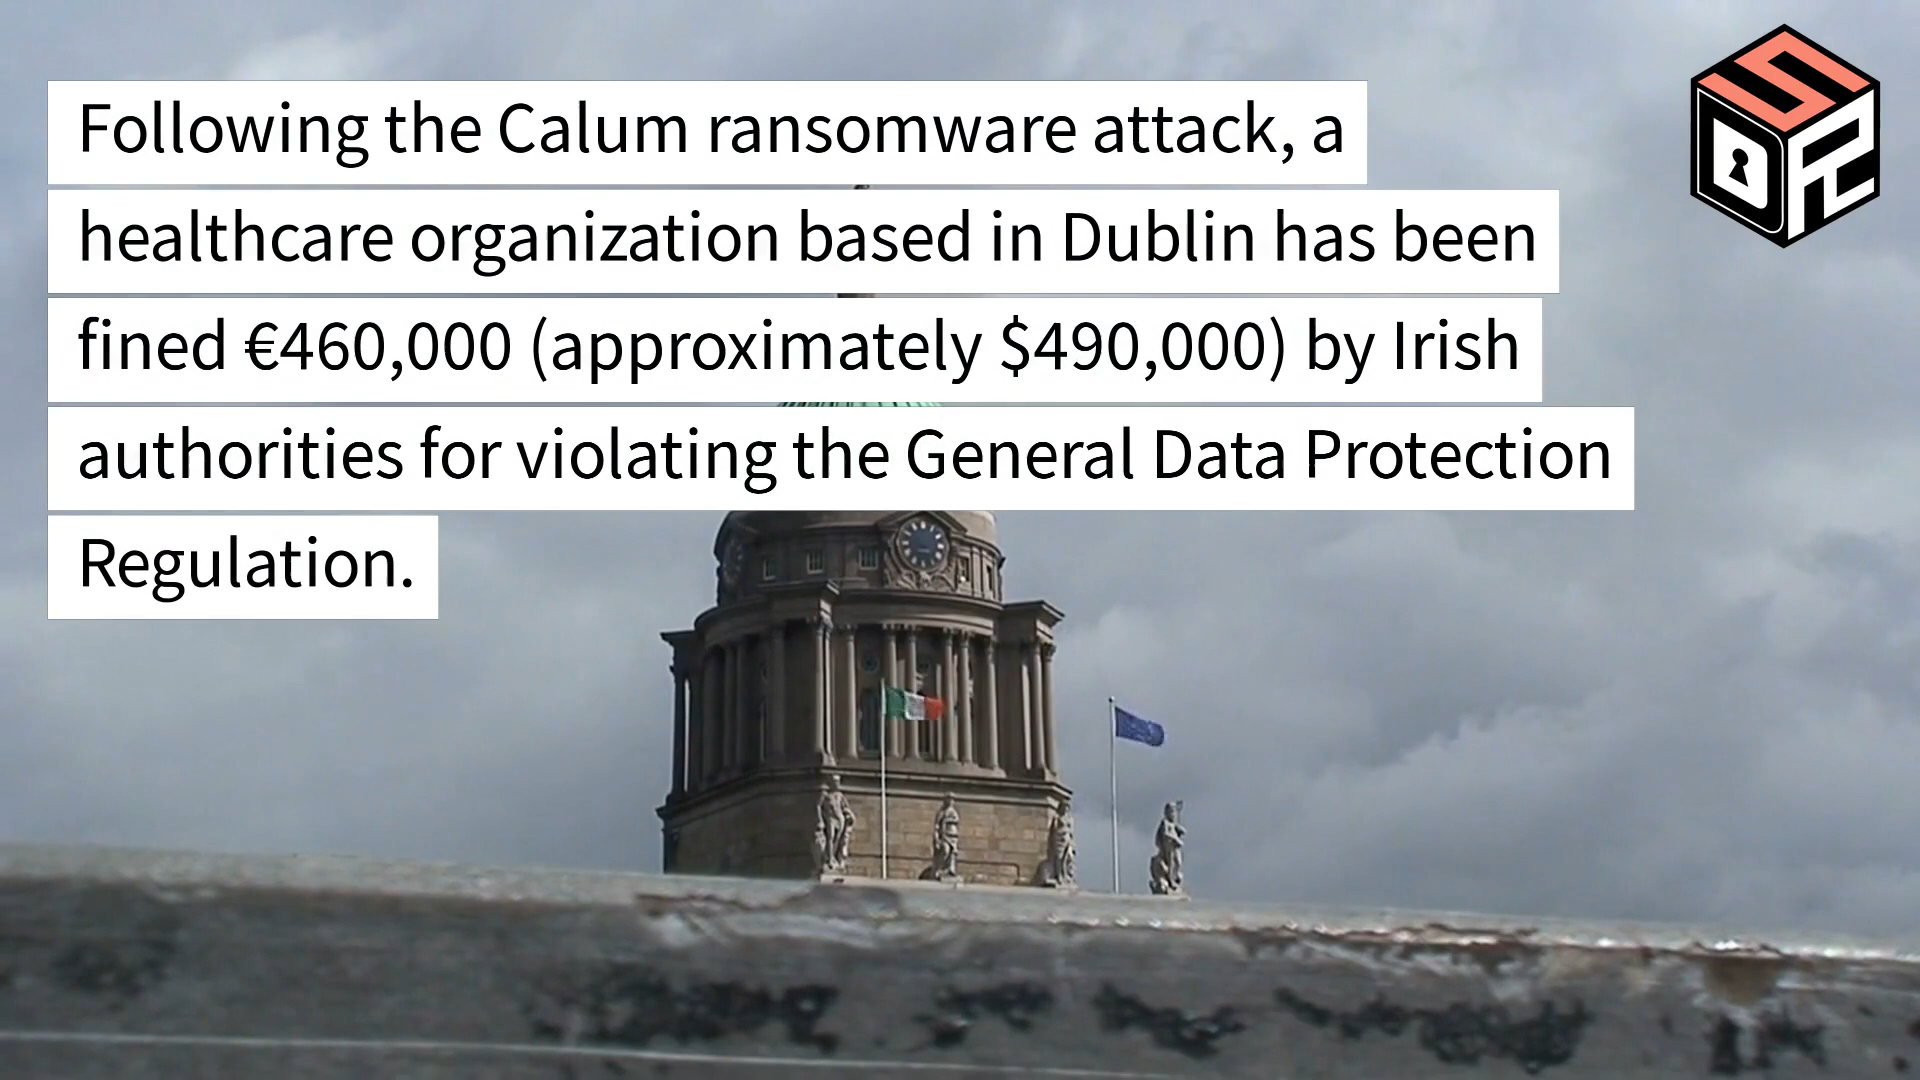 Following the Calum ransomware attack, a
healthcare organization based in Dublin has been
fined €460,000 (approximately $490,000) by Irish
authorities for violating the General Data Protection
Regulation.